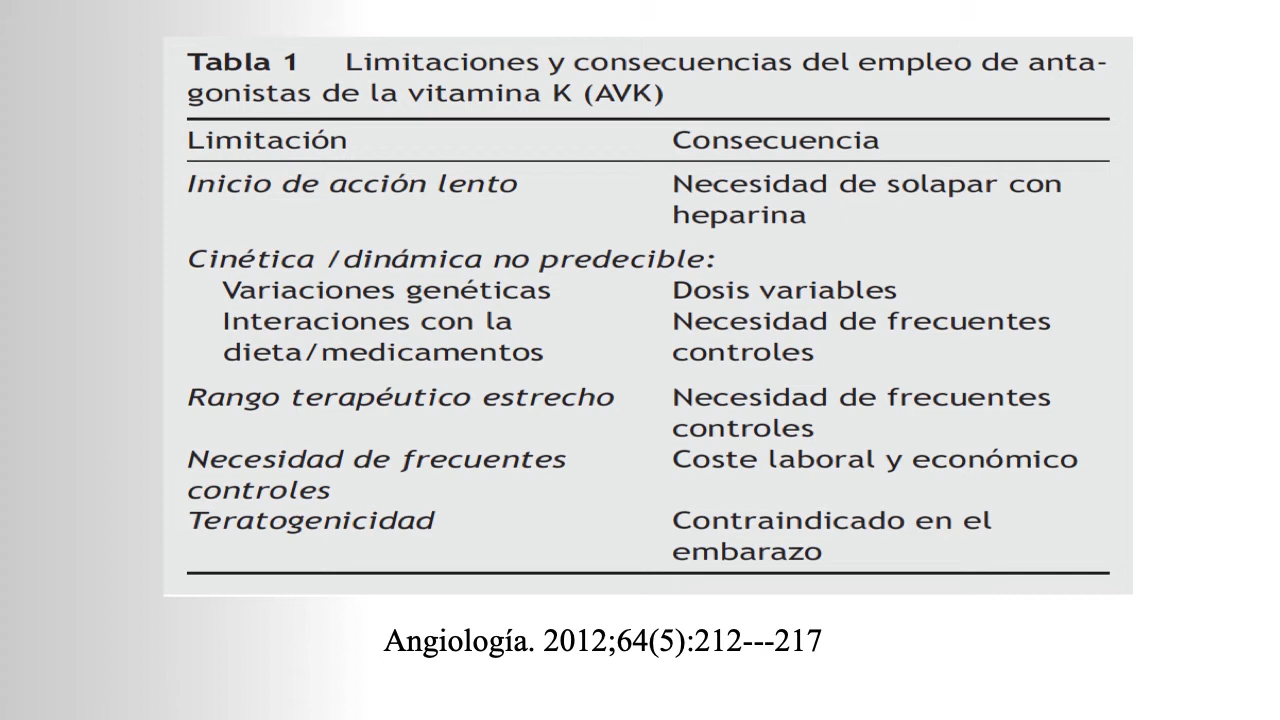 Tabla 1 Limitaciones y consecuencias del empleo de anta-
gonistas de la vitamina K (AVK)
Limitación Consecuencia
Inicio de acción lento Necesidad de solapar con
heparina
Cinética /dinámica no predecible:
Variaciones genéticas Dosis variables
Interaciones con la Necesidad de frecuentes
dieta/medicamentos controles
Rango terapéutico estrecho Necesidad de frecuentes
controles
Necesidad de frecuentes Coste laboral y económico
controles
Teratogenicidad Contraindicado en el
embarazo
Angiología. 2012;64(5):212---217